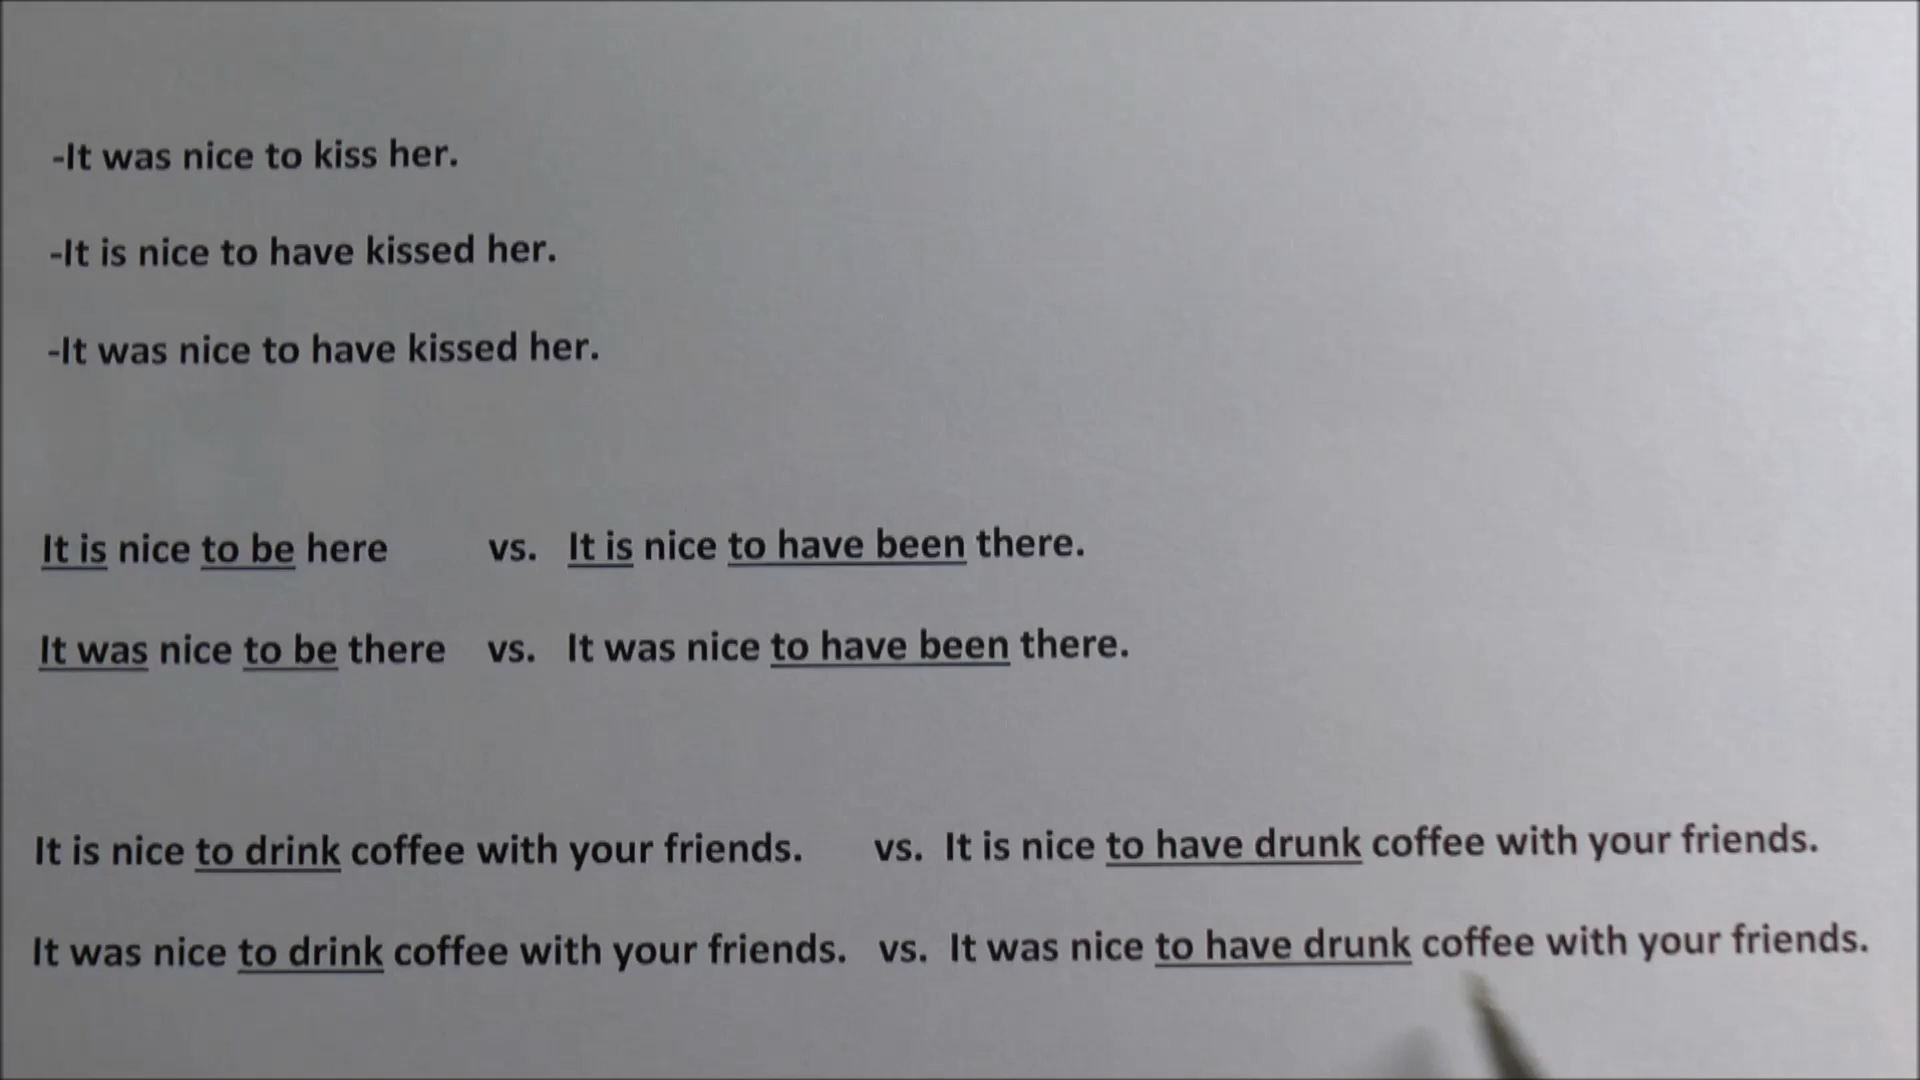 -It was nice to kiss her.
-It is nice to have kissed her.
-It was nice to have kissed her.
It is nice to be here vs. It is nice to have been there.
It was nice to be there vs. It was nice to have been there.
It is nice to drink coffee with your friends. vs. It is nice to have drunk coffee with your friends.
It was nice to drink coffee with your friends. vs. It was nice to have drunk coffee with your friends.